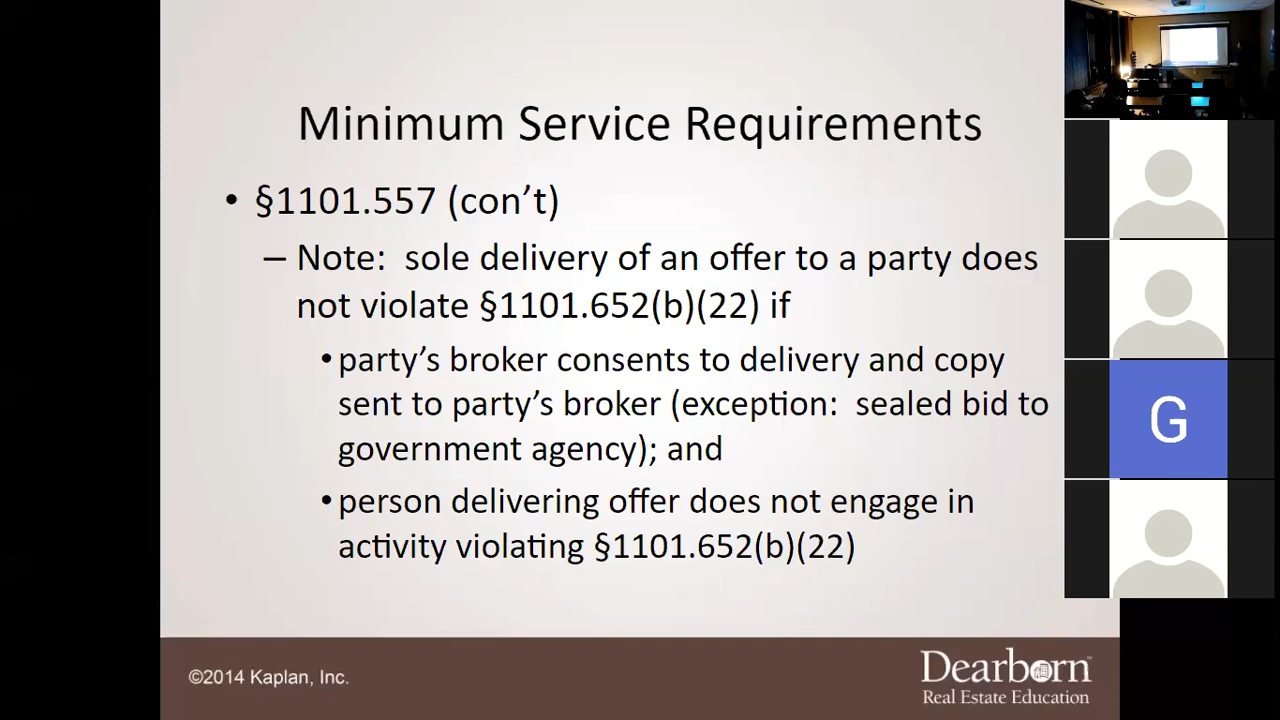 Minimum Service Requirements
• §1101.557 (con’t)
– Note: sole delivery of an offer to a party does
not violate §1101.652(b)(22) if
• party’s broker consents to delivery and copy
sent to party’s broker (exception: sealed bid to
government agency); and
• person delivering offer does not engage in
activity violating §1101.652(b)(22)
G
©2014 Kaplan, Inc.
Dearborn™
Real Estate Education